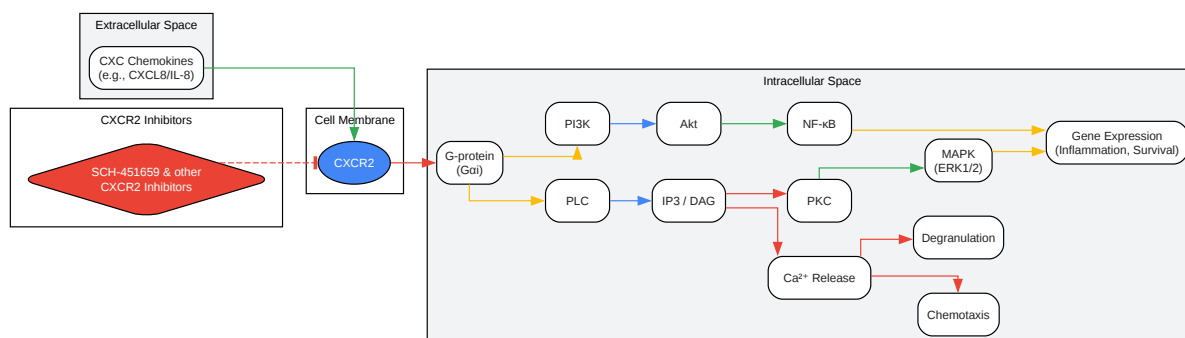 Extracellular Space
CXC Chemokines
(e.g., CXCL8/IL-8)
CXCR2 Inhibitors
SCH-451659 & other
CXCR2 Inhibitors
Cell Membrane
CXCR2
Intracellular Space
G-protein
(Gαi)
PI3K
Akt
NF-κB
PLC
IP3 / DAG
PKC
MAPK
(ERK1/2)
Gene Expression
(Inflammation, Survival)
Ca²⁺ Release
Degranulation
Chemotaxis